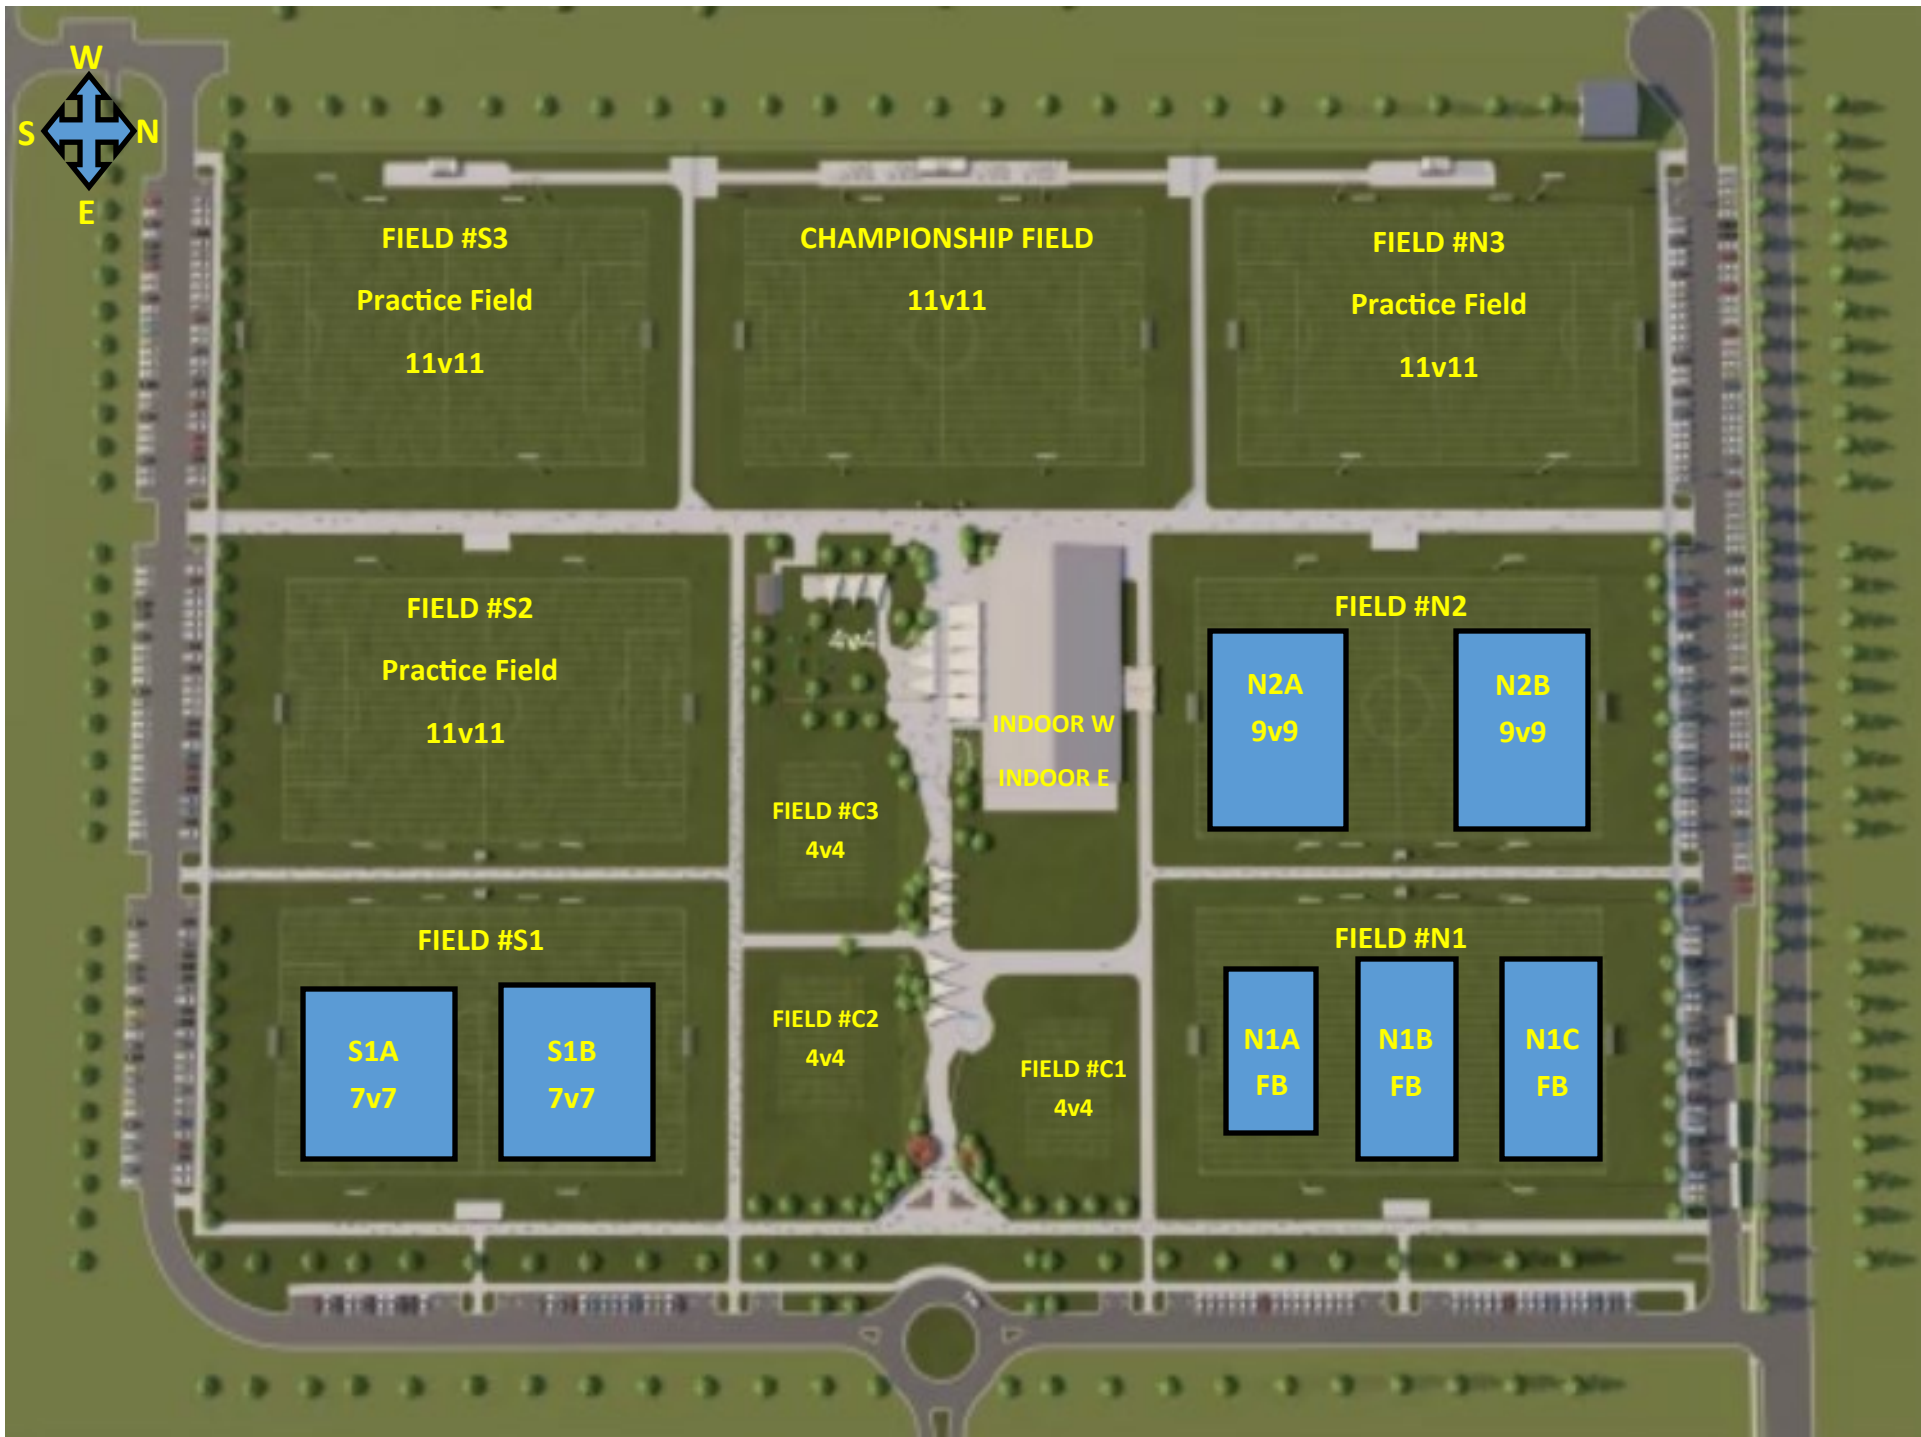 W
S
N
E
FIELD #S3
Practice Field
11v11
CHAMPIONSHIP FIELD
11v11
FIELD #N3
Practice Field
11v11
FIELD #S2
Practice Field
11v11
4v4
INDOOR W
INDOOR E
FIELD #C3
4v4
FIELD #N2
N2A
9v9
N2B
9v9
FIELD #S1
S1A
7v7
S1B
7v7
FIELD #C2
4v4
FIELD #C1
4v4
FIELD #N1
N1A
FB
N1B
FB
N1C
FB